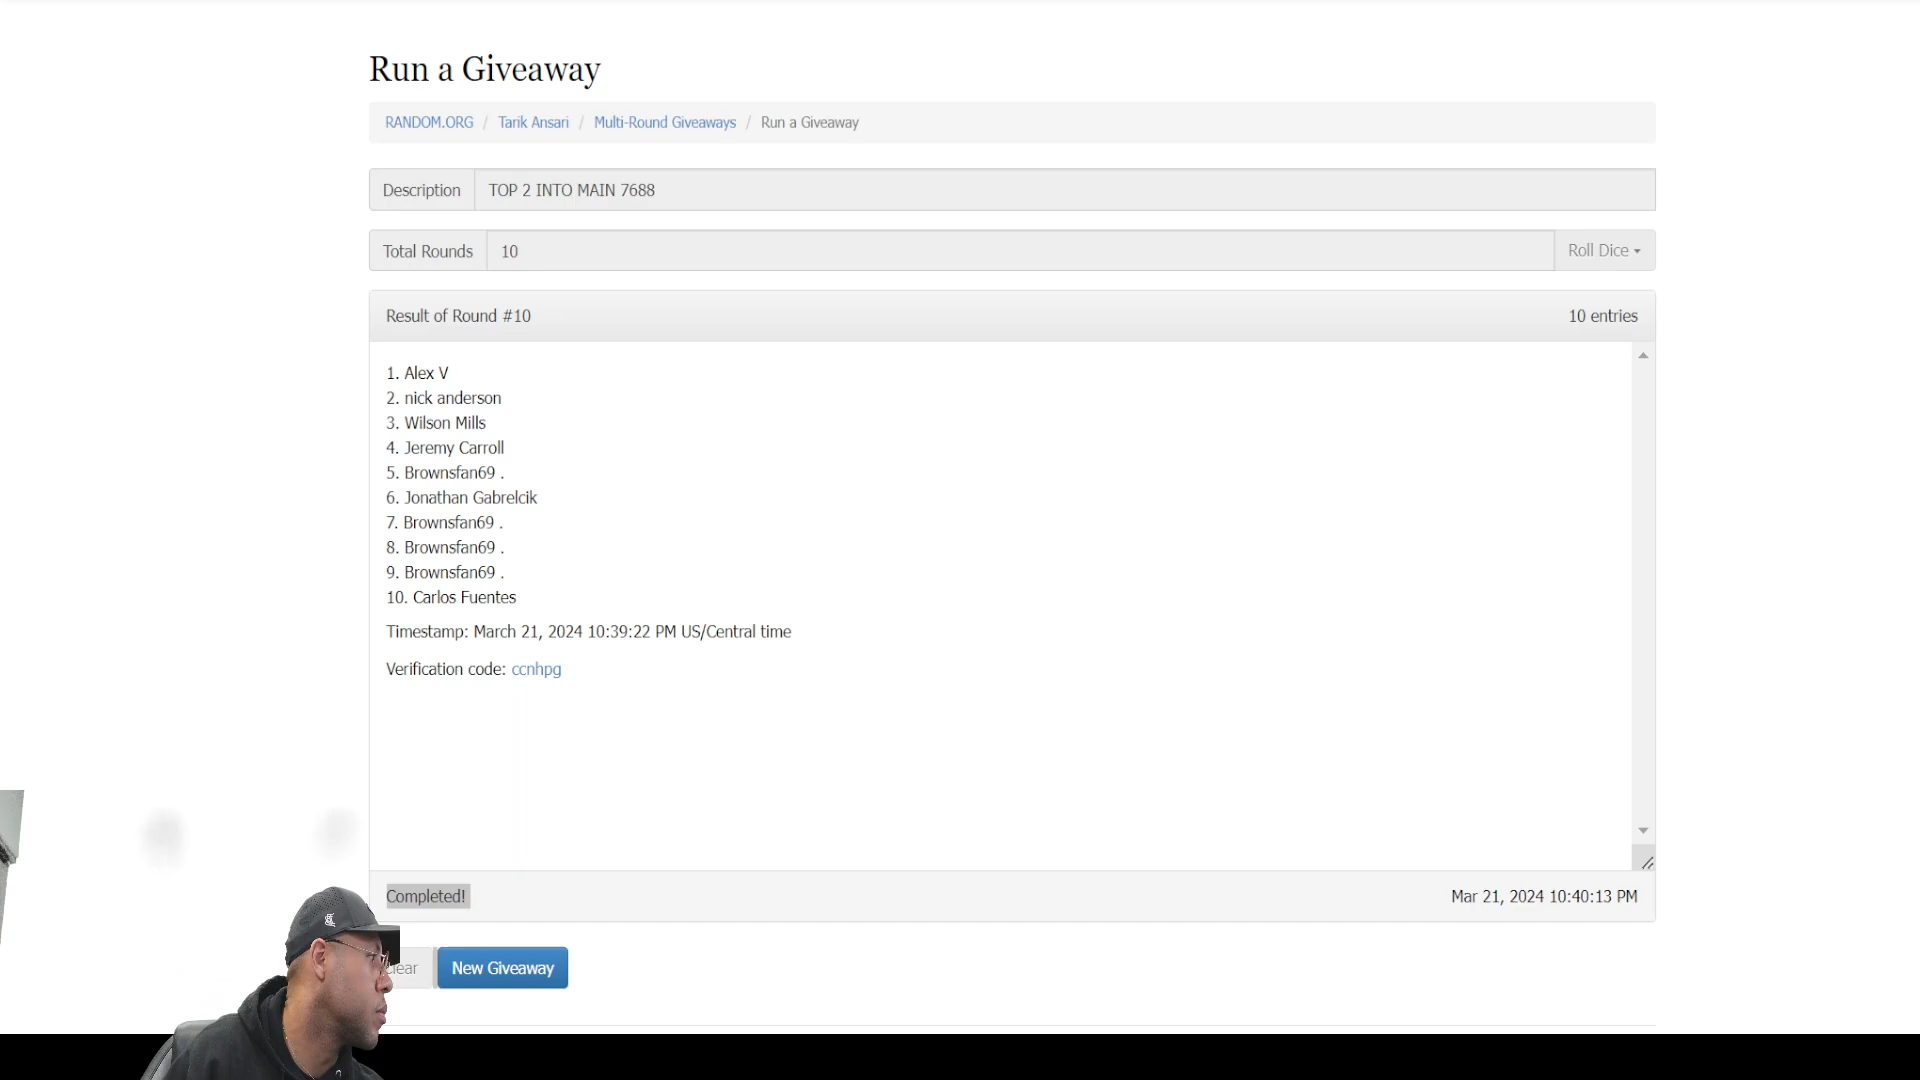 Run a Giveaway
RANDOM.ORG / Tarik Ansari / Multi-Round Giveaways / Run a Giveaway
Description TOP 2 INTO MAIN 7688
Total Rounds 10 Roll Dice
Result of Round #10 10 entries
1. Alex V
2. nick anderson
3. Wilson Mills
4. Jeremy Carroll
5. Brownsfan69 .
6. Jonathan Gabrelcik
7. Brownsfan69 .
8. Brownsfan69 .
9. Brownsfan69 .
10. Carlos Fuentes
Timestamp: March 21, 2024 10:39:22 PM US/Central time
Verification code: ccnhpg
Completed! Mar 21, 2024 10:40:13 PM
New Giveaway